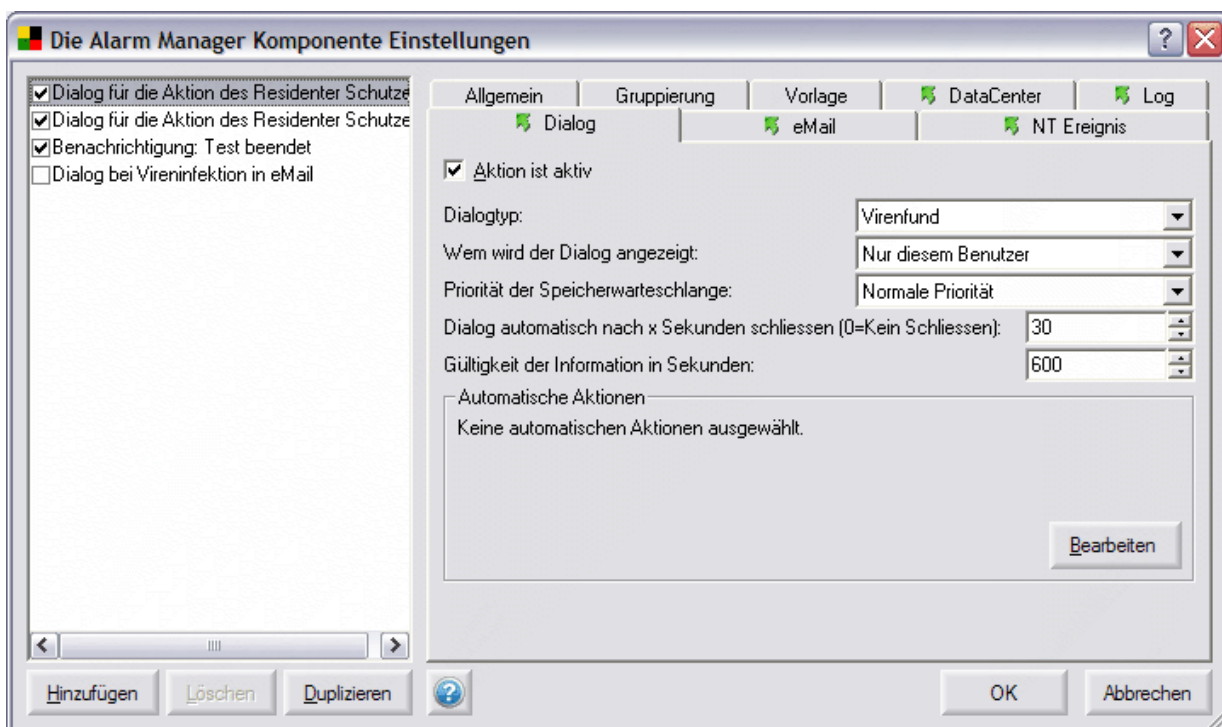 Die Alarm Manager Komponente Einstellungen
Dialog für die Aktion des Residenter Schutze
Dialog für die Aktion des Residenter Schutze
Benachrichtigung: Test beendet
Dialog bei Vireninfektion in eMail
Allgemein Gruppierung Vorlage DataCenter Log
Dialog eMail NT Ereignis
Aktion ist aktiv
Dialogtyp: Virenfund
Wem wird der Dialog angezeigt: Nur diesem Benutzer
Priorität der Speicherwarteschlange: Normale Priorität
Dialog automatisch nach x Sekunden schliessen (0=Kein Schliessen): 30
Gültigkeit der Information in Sekunden: 600
Automatische Aktionen
Keine automatischen Aktionen ausgewählt.
Bearbeiten
Hinzufügen Löschen Duplizieren ? OK Abbrechen